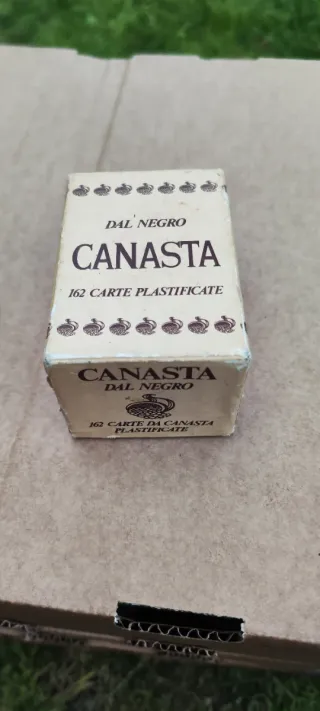 DAL NEGRO
CANASTA
162 CARTE PLASTIFICATE
CANASTA
DAL NEGRO
162 CARTE DA CANASTA
PLASTIFICATE